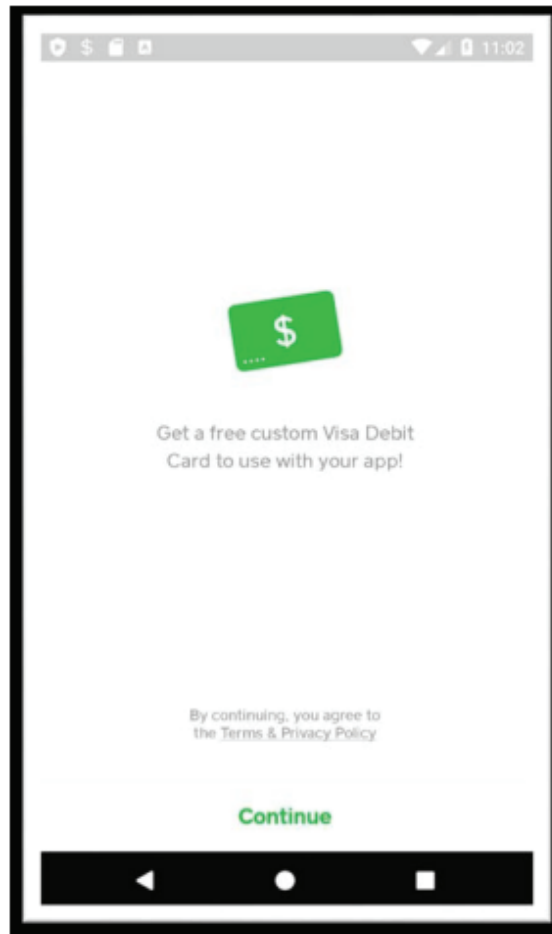 11:02
$
Get a free custom Visa Debit
Card to use with your app!
By continuing, you agree to
the Terms & Privacy Policy
Continue